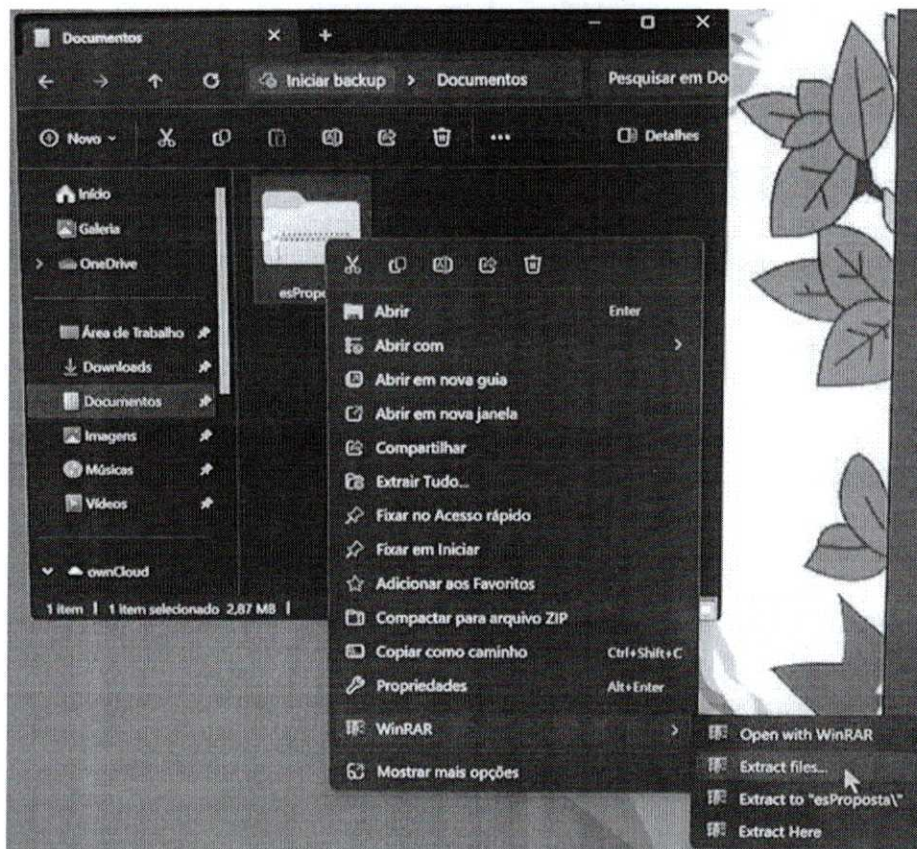 Documentos
Iniciar backup > Documentos
Pesquisar em Do
Novo
Detalhes
Início
Galeria
OneDrive
Área de Trabalho
Downloads
Documentos
Imagens
Músicas
Vídeos
ownCloud
1 item | 1 item selecionado 2,87 MB |
esPropo
Abrir Enter
Abrir com
Abrir em nova guia
Abrir em nova janela
Compartilhar
Extrair Tudo...
Fixar no Acesso rápido
Fixar em Iniciar
Adicionar aos Favoritos
Compactar para arquivo ZIP
Copiar como caminho Ctrl+Shift+C
Propriedades Alt+Enter
WinRAR
Mostrar mais opções
Open with WinRAR
Extract files...
Extract to "esProposta\"
Extract Here